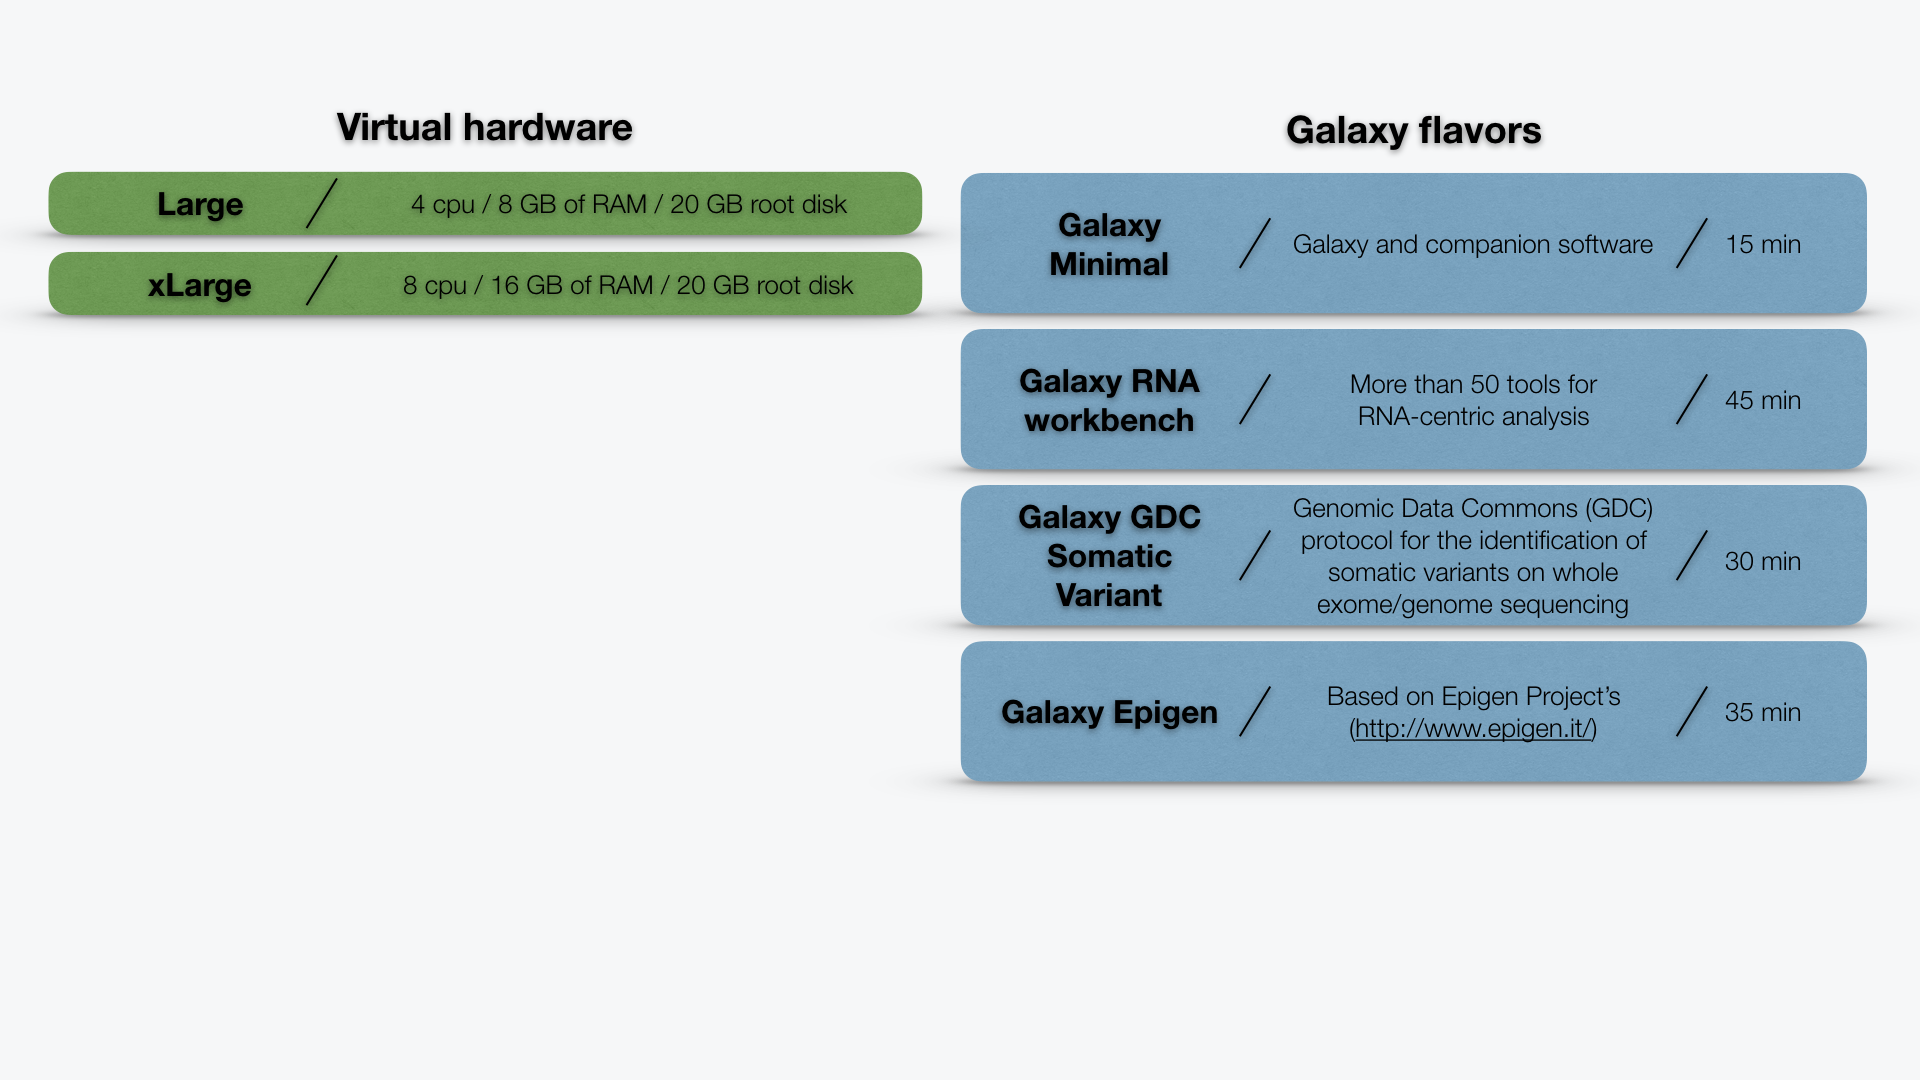 Virtual hardware
Large
4 cpu / 8 GB of RAM / 20 GB root disk
xLarge
8 cpu / 16 GB of RAM / 20 GB root disk
Galaxy flavors
Galaxy
Minimal
Galaxy and companion software
15 min
Galaxy RNA
workbench
More than 50 tools for
RNA-centric analysis
45 min
Galaxy GDC
Somatic
Variant
Genomic Data Commons (GDC)
protocol for the identification of
somatic variants on whole
exome/genome sequencing
30 min
Galaxy Epigen
Based on Epigen Project’s
(http://www.epigen.it/)
35 min